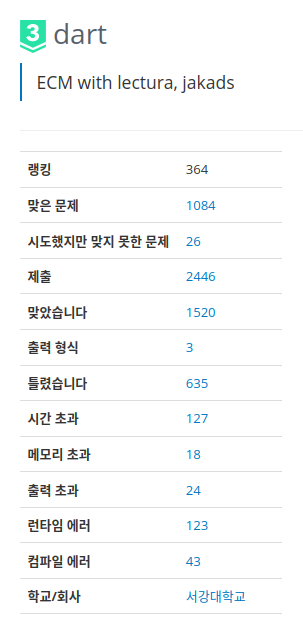 3 dart
ECM with lectura, jakads
랭킹 364
맞은 문제 1084
시도했지만 맞지 못한 문제 26
제출 2446
맞았습니다 1520
출력 형식 3
틀렸습니다 635
시간 초과 127
메모리 초과 18
출력 초과 24
런타임 에러 123
컴파일 에러 43
학교/회사 서강대학교